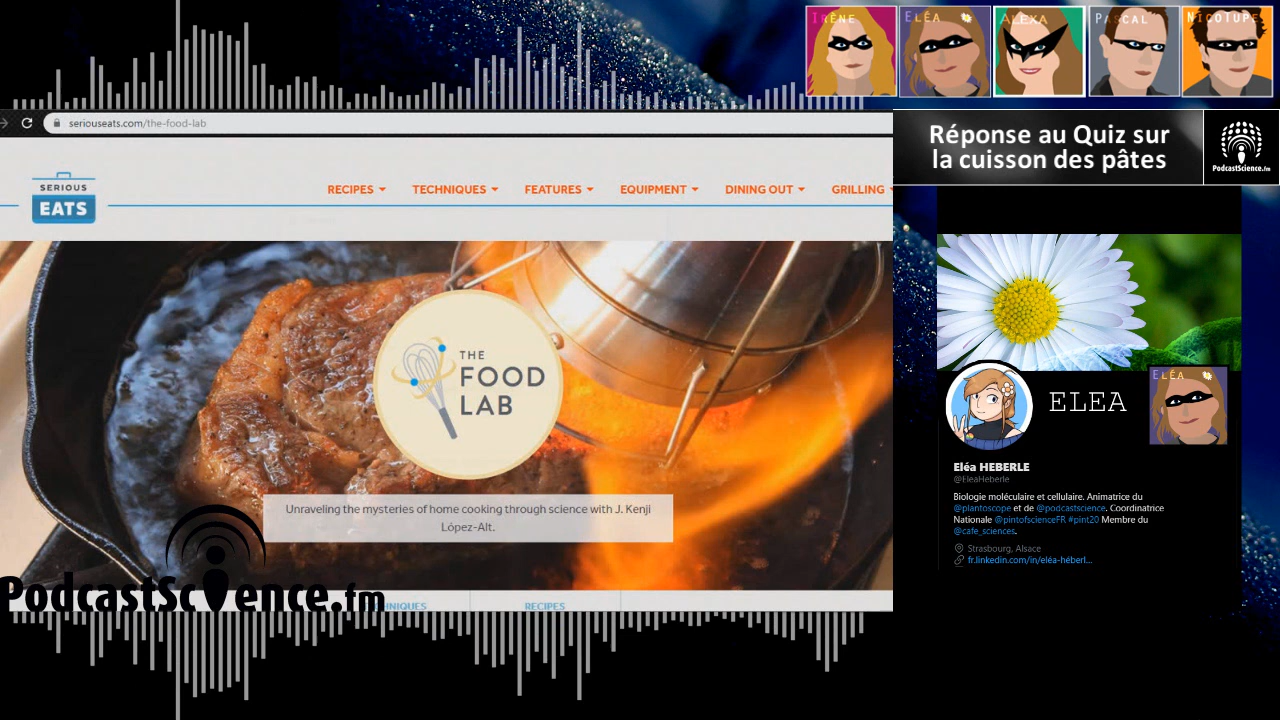 IRÈNE
ELÉA
ALEXA
PASCAL
NICOTUPE
seriouseats.com/the-food-lab
Réponse au Quiz sur
la cuisson des pâtes
PodcastScience.fm
SERIOUS
EATS
RECIPES
TECHNIQUES
FEATURES
EQUIPMENT
DINING OUT
GRILLING
THE
FOOD
LAB
Unraveling the mysteries of home cooking through science with J. Kenji
López-Alt.
PodcastScience.fm
RECIPES
ELEA
ELÉA
Eléa HEBERLE
@EleaHeberle
Biologie moléculaire et cellulaire. Animatrice du
@plantoscope et de @podcastscience. Coordinatrice
Nationale @pintofscienceFR #pint20 Membre du
@cafe_sciences.
Strasbourg, Alsace
fr.linkedin.com/in/eléa-héberl...